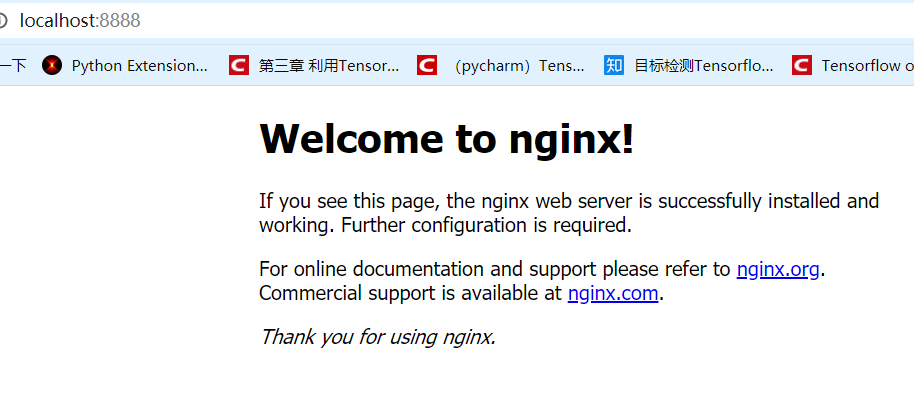 localhost:8888
一下 Python Extension... 第三章 利用Tensor... （pycharm）Tens... 知 目标检测Tensorflo... Tensorflow o
Welcome to nginx!
If you see this page, the nginx web server is successfully installed and
working. Further configuration is required.
For online documentation and support please refer to nginx.org.
Commercial support is available at nginx.com.
Thank you for using nginx.